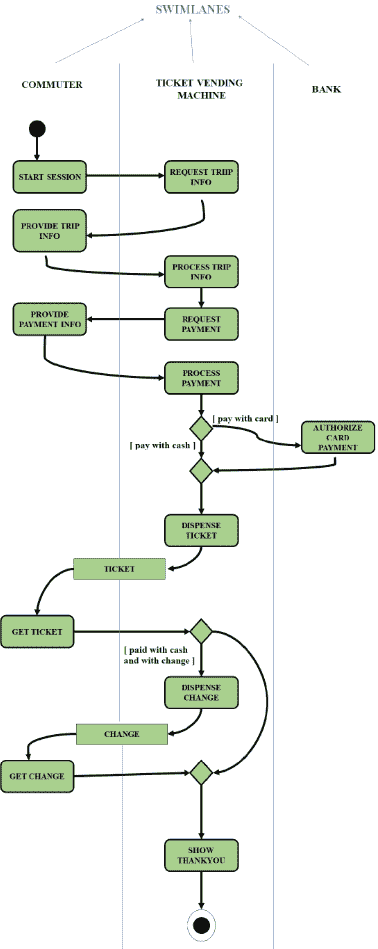 SWIMLANES
COMMUTER
TICKET VENDING
MACHINE
BANK
START SESSION
REQUEST TRIIP
INFO
PROVIDE TRIP
INFO
PROCESS TRIP
INFO
PROVIDE
PAYMENT INFO
REQUEST
PAYMENT
PROCESS
PAYMENT
[ pay with card ]
[ pay with cash ]
AUTHORIZE
CARD
PAYMENT
DISPENSE
TICKET
TICKET
GET TICKET
[ paid with cash
and with change ]
DISPENSE
CHANGE
CHANGE
GET CHANGE
SHOW
THANKYOU